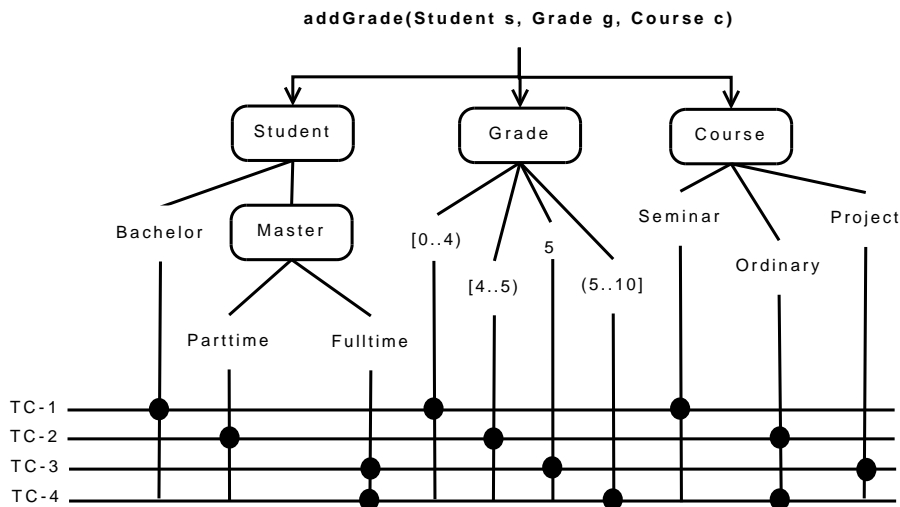 addGrade(Student s, Grade g, Course c)
Student
Grade
Course
Bachelor
Master
[0..4)
[4..5)
5
(5..10]
Seminar
Ordinary
Project
Parttime
Fulltime
TC-1
TC-2
TC-3
TC-4